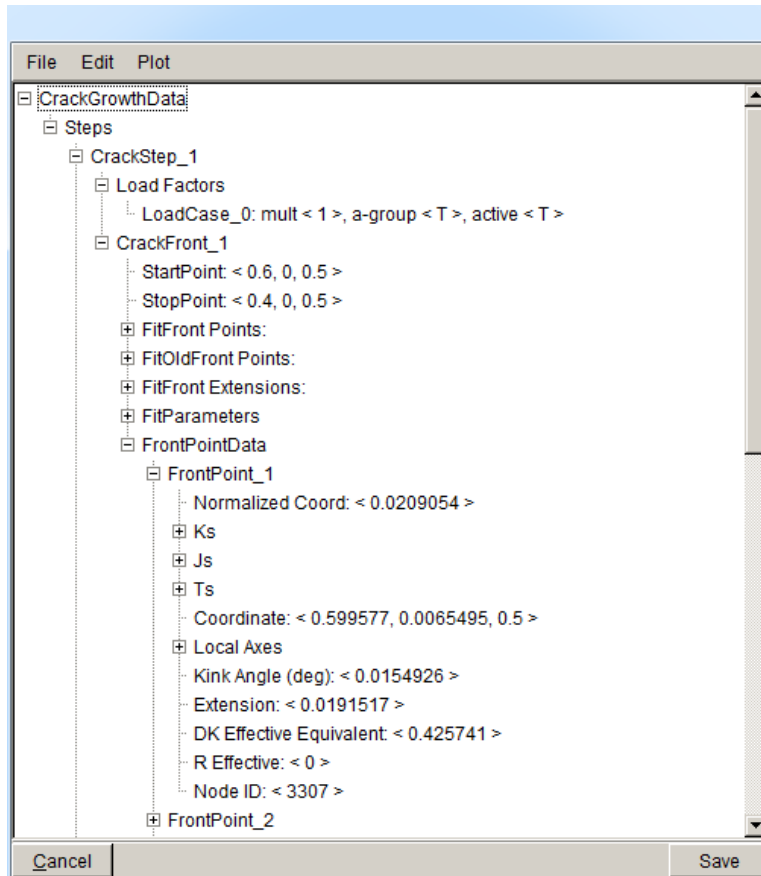 File Edit Plot
CrackGrowthData
Steps
CrackStep_1
Load Factors
LoadCase_0: mult < 1 >, a-group < T >, active < T >
CrackFront_1
StartPoint: < 0.6, 0, 0.5 >
StopPoint: < 0.4, 0, 0.5 >
FitFront Points:
FitOldFront Points:
FitFront Extensions:
FitParameters
FrontPointData
FrontPoint_1
Normalized Coord: < 0.0209054 >
Ks
Js
Ts
Coordinate: < 0.599577, 0.0065495, 0.5 >
Local Axes
Kink Angle (deg): < 0.0154926 >
Extension: < 0.0191517 >
DK Effective Equivalent: < 0.425741 >
R Effective: < 0 >
Node ID: < 3307 >
FrontPoint_2
Cancel Save